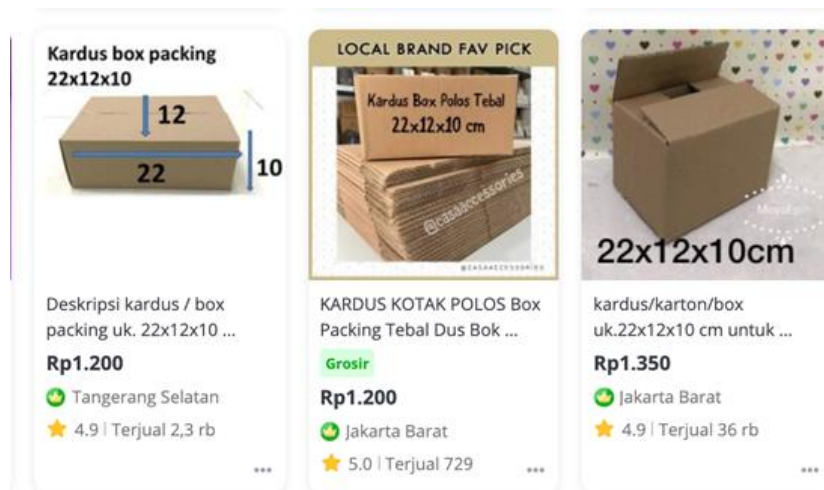 Kardus box packing
22x12x10
12
22
10
Deskripsi kardus / box
packing uk. 22x12x10 ...
Rp1.200
Tangerang Selatan
4.9 | Terjual 2,3 rb
LOCAL BRAND FAV PICK
Kardus Box Polos Tebal
22x12x10 cm
@casaaccessories
@CASAACCESSORIES
KARDUS KOTAK POLOS Box
Packing Tebal Dus Bok ...
Grosir
Rp1.200
Jakarta Barat
5.0 | Terjual 729
22x12x10cm
kardus/karton/box
uk.22x12x10 cm untuk ...
Rp1.350
Jakarta Barat
4.9 | Terjual 36 rb